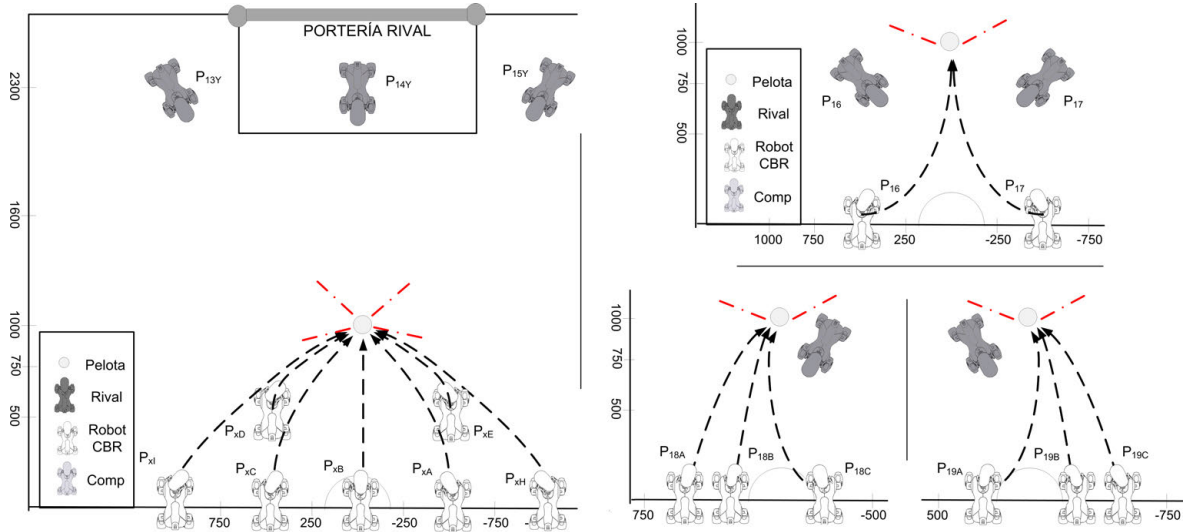 PORTERÍA RIVAL
P13Y
P14Y
P15Y
2300
1600
1000
750
500
Pelota
Rival
Robot
CBR
Comp
PxD
PxE
PxI
PxC
PxB
PxA
PxH
750
250
-250
-750
1000
750
500
Pelota
Rival
Robot
CBR
Comp
P16
P17
P16
P17
1000
750
250
-250
-750
1000
750
500
P18A
P18B
P18C
P19A
P19B
P19C
750
-500
500
-750